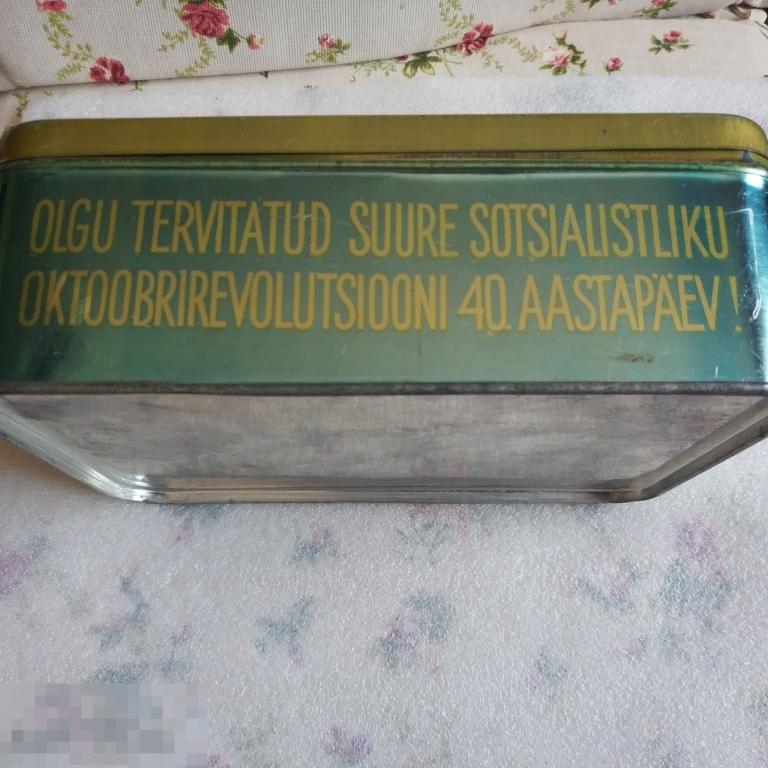 OLGU TERVITATUD SUURE SOTSIALISTLIKU
OKTOOBRIREVOLUTSIOONI 40. AASTAPÄEV!